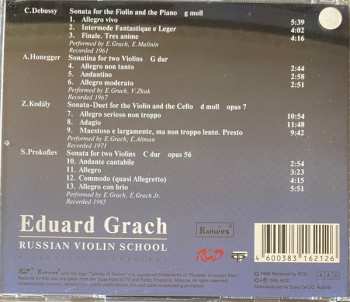 C.Debussy Sonata for the Fiolin and the Piano g moll
1. Allegro vivo 5:39
2. Intermede Fantastique e Leger 4:02
3. Finale. Tres anime 4:16
Performed by E.Grach, E.Malinin
Recorded 1961
A.Honegger Sonatina for two Violins G dur
4. Allegro non tanto 2:44
5. Andantino 2:58
6. Allegro moderato 2:51
Performed by E.Grach, V.Zhuk
Recorded 1967
Z.Kodály Sonata-Duet for the Violin and the Cello d moll opus 7
7. Allegro serioso non troppo 10:54
8. Adagio 11:48
9. Maestoso e largamente, ma non troppo lento. Presto 9:42
Performed by E.Grach, E.Altman
Recorded 1971
S.Prokofiev Sonata for two Violins C dur opus 56
10. Andante cantabile 2:54
11. Allegro 3:23
12. Commodo (quasi Allegretto) 4:15
13. Allegro con brio 5:51
Performed by E.Grach, E.Grach Jr.
Recorded 1985
Eduard Grach
RUSSIAN VIOLIN SCHOOL
Ramees
4 600383 162126